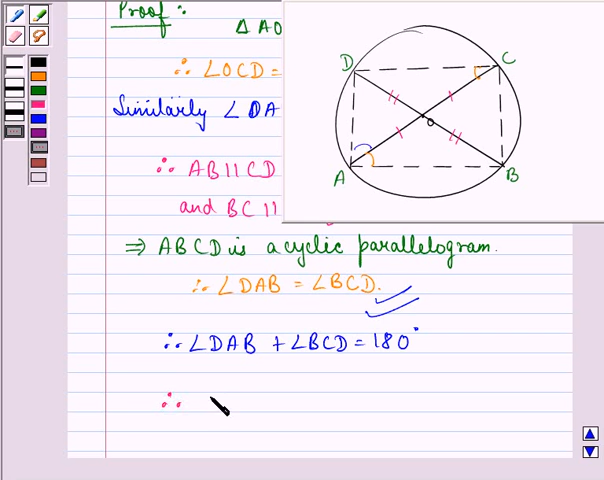 Proof :
Δ AO
∴ ∠OCD =
Similarly ∠DA
∴ AB || CD
and BC ||
⇒ ABCD is a cyclic parallelogram.
∴ ∠DAB = ∠BCD.
∴ ∠DAB + ∠BCD = 180°
∴
D
C
O
A
B